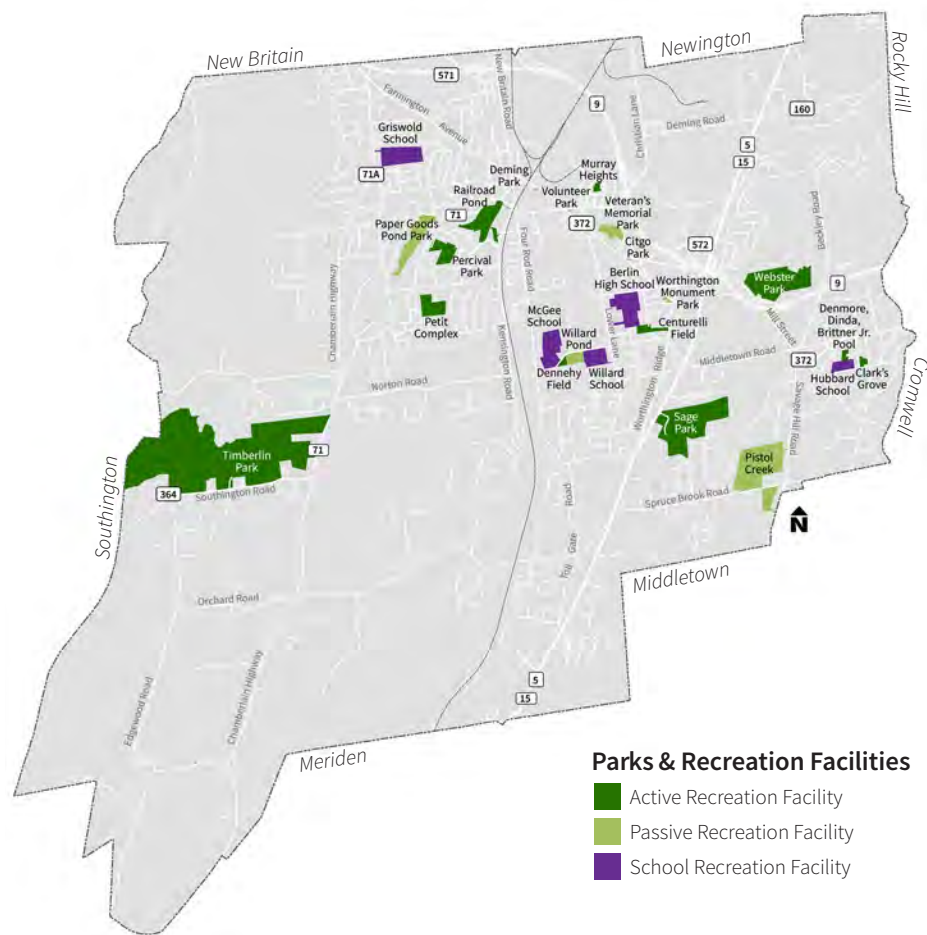 New Britain
Newington
Rocky Hill
571
New Britain Road
9
Farmington
Avenue
Christian Lane
160
Deming Road
5
15
Griswold
School
71A
Deming
Park
Murray
Heights
Railroad
Pond
71
Volunteer
Park
Veteran's
Memorial
Park
372
Beckley Road
Paper Goods
Pond Park
Percival
Park
Four Rod Road
Citgo
Park
572
Berlin
High School
Worthington
Monument
Park
Webster
Park
9
Chamberlain Highway
Petit
Complex
McGee
School
Willard
Pond
Lower Lane
Centurelli
Field
Mill Street
Denmore,
Dinda,
Brittner Jr.
Pool
Kensington Road
Dennehy
Field
Willard
School
Worthington Ridge
Middletown Road
372
Hubbard
School
Clark's
Grove
Cromwell
Norton Road
Savage Hill Road
Sage
Park
Timberlin
Park
71
Pistol
Creek
364
Southington Road
Spruce Brook Road
Southington
Toll Gate Road
N
Middletown
Orchard Road
Edgewood Road
Chamberlain Highway
5
15
Meriden
Parks & Recreation Facilities
Active Recreation Facility
Passive Recreation Facility
School Recreation Facility